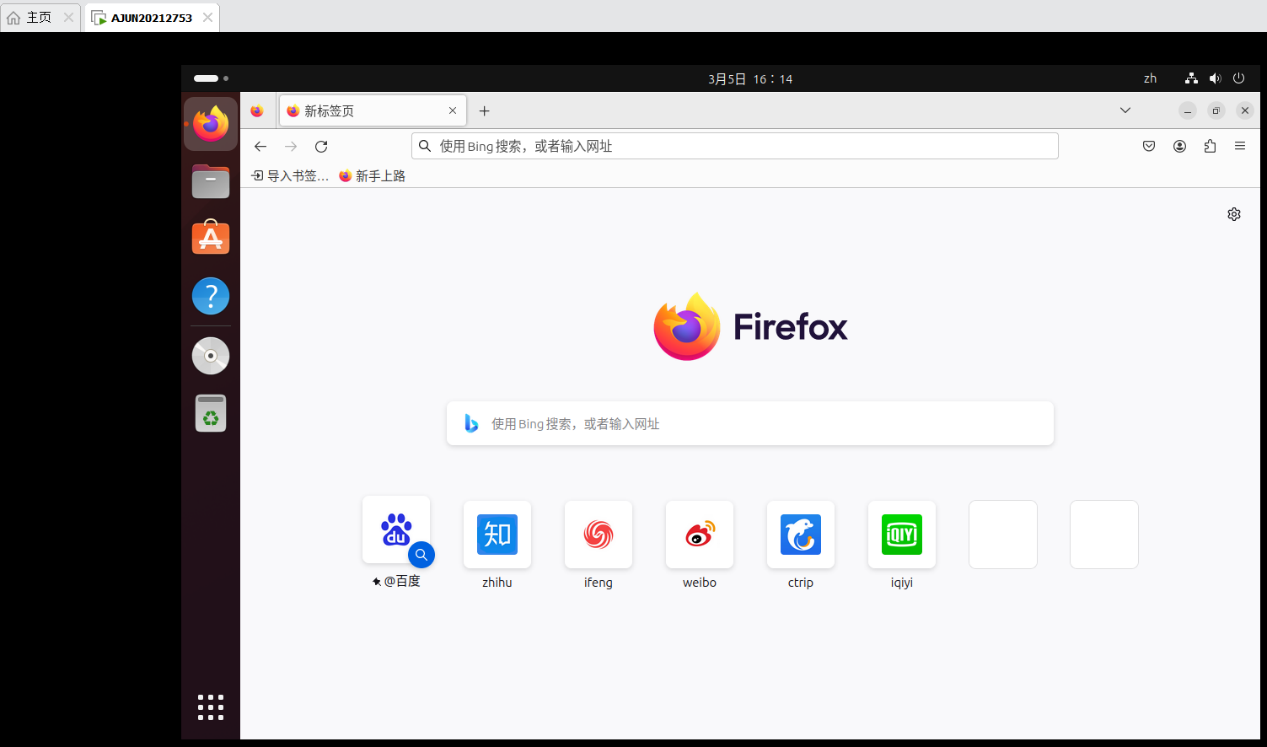 主页
AJUN20212753
3月5日 16：14
zh
新标签页
使用 Bing 搜索，或者输入网址
导入书签... 新手上路
Firefox
使用 Bing 搜索，或者输入网址
du 知 iQIYI
@百度 zhihu ifeng weibo ctrip iqiyi